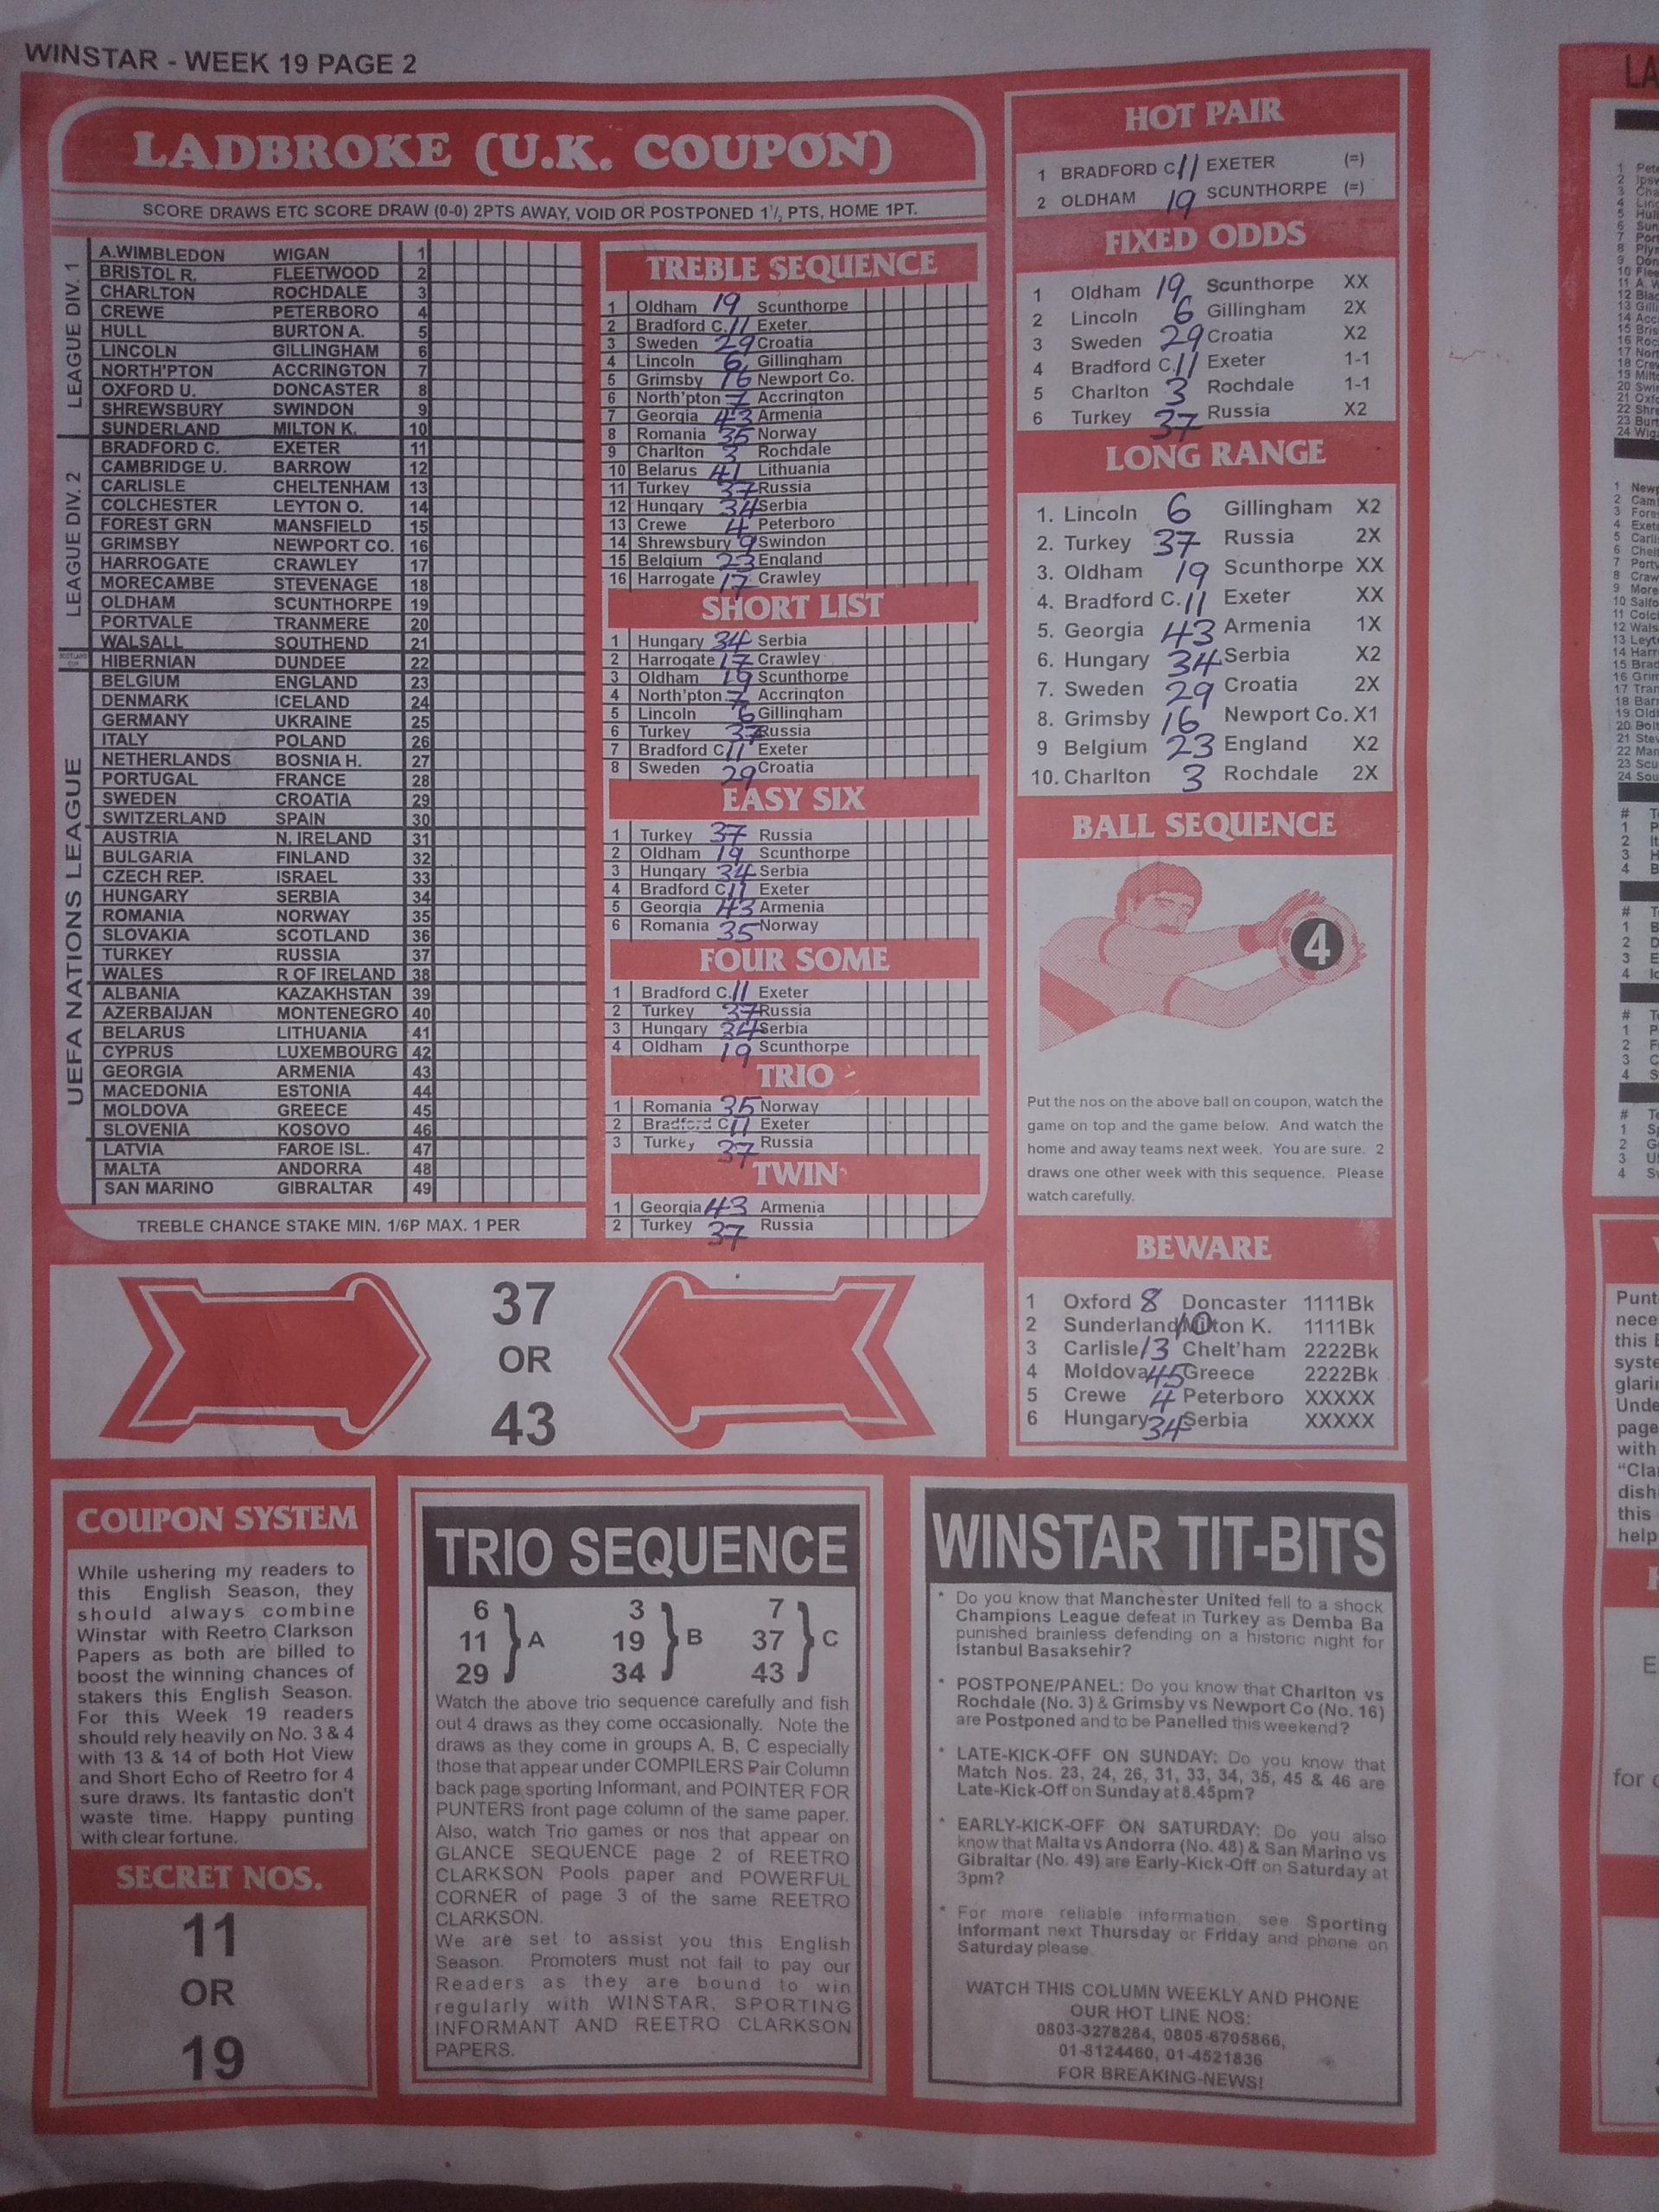 WINSTAR - WEEK 19 PAGE 2
LADBROKE (U.K. COUPON)
SCORE DRAWS ETC SCORE DRAW (0-0) 2PTS AWAY, VOID OR POSTPONED 1½ PTS, HOME 1PT.
LEAGUE DIV. 1
A.WIMBLEDON WIGAN 1
BRISTOL R. FLEETWOOD 2
CHARLTON ROCHDALE 3
CREWE PETERBORO 4
HULL BURTON A. 5
LINCOLN GILLINGHAM 6
NORTH'PTON ACCRINGTON 7
OXFORD U. DONCASTER 8
SHREWSBURY SWINDON 9
SUNDERLAND MILTON K. 10
LEAGUE DIV. 2
BRADFORD C. EXETER 11
CAMBRIDGE U. BARROW 12
CARLISLE CHELTENHAM 13
COLCHESTER LEYTON O. 14
FOREST GRN MANSFIELD 15
GRIMSBY NEWPORT CO. 16
HARROGATE CRAWLEY 17
MORECAMBE STEVENAGE 18
OLDHAM SCUNTHORPE 19
PORTVALE TRANMERE 20
WALSALL SOUTHEND 21
HIBERNIAN DUNDEE 22
UEFA NATIONS LEAGUE
BELGIUM ENGLAND 23
DENMARK ICELAND 24
GERMANY UKRAINE 25
ITALY POLAND 26
NETHERLANDS BOSNIA H. 27
PORTUGAL FRANCE 28
SWEDEN CROATIA 29
SWITZERLAND SPAIN 30
AUSTRIA N. IRELAND 31
BULGARIA FINLAND 32
CZECH REP. ISRAEL 33
HUNGARY SERBIA 34
ROMANIA NORWAY 35
SLOVAKIA SCOTLAND 36
TURKEY RUSSIA 37
WALES R OF IRELAND 38
ALBANIA KAZAKHSTAN 39
AZERBAIJAN MONTENEGRO 40
BELARUS LITHUANIA 41
CYPRUS LUXEMBOURG 42
GEORGIA ARMENIA 43
MACEDONIA ESTONIA 44
MOLDOVA GREECE 45
SLOVENIA KOSOVO 46
LATVIA FAROE ISL. 47
MALTA ANDORRA 48
SAN MARINO GIBRALTAR 49
TREBLE CHANCE STAKE MIN. 1/6P MAX. 1 PER
TREBLE SEQUENCE
1 Oldham 19 Scunthorpe
2 Bradford C. 11 Exeter
3 Sweden 29 Croatia
4 Lincoln 6 Gillingham
5 Grimsby 16 Newport Co.
6 North'pton 7 Accrington
7 Georgia 43 Armenia
8 Romania 35 Norway
9 Charlton 3 Rochdale
10 Belarus 41 Lithuania
11 Turkey 37 Russia
12 Hungary 34 Serbia
13 Crewe 4 Peterboro
14 Shrewsbury 9 Swindon
15 Belgium 23 England
16 Harrogate 17 Crawley
SHORT LIST
1 Hungary 34 Serbia
2 Harrogate 17 Crawley
3 Oldham 19 Scunthorpe
4 North'pton 7 Accrington
5 Lincoln 6 Gillingham
6 Turkey 37 Russia
7 Bradford C 11 Exeter
8 Sweden 29 Croatia
EASY SIX
1 Turkey 37 Russia
2 Oldham 19 Scunthorpe
3 Hungary 34 Serbia
4 Bradford C 11 Exeter
5 Georgia 43 Armenia
6 Romania 35 Norway
FOUR SOME
1 Bradford C. 11 Exeter
2 Turkey 37 Russia
3 Hungary 34 Serbia
4 Oldham 19 Scunthorpe
TRIO
1 Romania 35 Norway
2 Bradford C 11 Exeter
3 Turkey 37 Russia
TWIN
1 Georgia 43 Armenia
2 Turkey 37 Russia
HOT PAIR
1 BRADFORD C 11 EXETER (=)
2 OLDHAM 19 SCUNTHORPE (=)
FIXED ODDS
1 Oldham 19 Scunthorpe XX
2 Lincoln 6 Gillingham 2X
3 Sweden 29 Croatia X2
4 Bradford C. 11 Exeter 1-1
5 Charlton 3 Rochdale 1-1
6 Turkey 37 Russia X2
LONG RANGE
1. Lincoln 6 Gillingham X2
2. Turkey 37 Russia 2X
3. Oldham 19 Scunthorpe XX
4. Bradford C. 11 Exeter XX
5. Georgia 43 Armenia 1X
6. Hungary 34 Serbia X2
7. Sweden 29 Croatia 2X
8. Grimsby 16 Newport Co. X1
9 Belgium 23 England X2
10. Charlton 3 Rochdale 2X
BALL SEQUENCE
4
Put the nos on the above ball on coupon, watch the
game on top and the game below. And watch the
home and away teams next week. You are sure. 2
draws one other week with this sequence. Please
watch carefully.
BEWARE
1 Oxford 8 Doncaster 1111Bk
2 Sunderland 10 Milton K. 1111Bk
3 Carlisle 13 Chelt'ham 2222Bk
4 Moldova 45 Greece 2222Bk
5 Crewe 4 Peterboro XXXXX
6 Hungary 34 Serbia XXXXX
37
OR
43
COUPON SYSTEM
While ushering my readers to
this English Season, they
should always combine
Winstar with Reetro Clarkson
Papers as both are billed to
boost the winning chances of
stakers this English Season.
For this Week 19 readers
should rely heavily on No. 3 & 4
with 13 & 14 of both Hot View
and Short Echo of Reetro for 4
sure draws. Its fantastic don't
waste time. Happy punting
with clear fortune.
SECRET NOS.
11
OR
19
TRIO SEQUENCE
6 3 7
11 A 19 B 37 C
29 34 43
Watch the above trio sequence carefully and fish
out 4 draws as they come occasionally. Note the
draws as they come in groups A, B, C especially
those that appear under COMPILERS Pair Column
back page sporting Informant, and POINTER FOR
PUNTERS front page column of the same paper.
Also, watch Trio games or nos that appear on
GLANCE SEQUENCE page 2 of REETRO
CLARKSON Pools paper and POWERFUL
CORNER of page 3 of the same REETRO
CLARKSON.
We are set to assist you this English
Season. Promoters must not fail to pay our
Readers as they are bound to win
regularly with WINSTAR, SPORTING
INFORMANT AND REETRO CLARKSON
PAPERS.
WINSTAR TIT-BITS
* Do you know that Manchester United fell to a shock
Champions League defeat in Turkey as Demba Ba
punished brainless defending on a historic night for
Istanbul Basaksehir?
* POSTPONE/PANEL: Do you know that Charlton vs
Rochdale (No. 3) & Grimsby vs Newport Co (No. 16)
are Postponed and to be Panelled this weekend?
* LATE-KICK-OFF ON SUNDAY: Do you know that
Match Nos. 23, 24, 26, 31, 33, 34, 35, 45 & 46 are
Late-Kick-Off on Sunday at 8.45pm?
* EARLY-KICK-OFF ON SATURDAY: Do you also
know that Malta vs Andorra (No. 48) & San Marino vs
Gibraltar (No. 49) are Early-Kick-Off on Saturday at
3pm?
* For more reliable information, see Sporting
Informant next Thursday or Friday and phone on
Saturday please.
WATCH THIS COLUMN WEEKLY AND PHONE
OUR HOT LINE NOS:
0803-3278284, 0805-6705866,
01-8124460, 01-4521836
FOR BREAKING-NEWS!